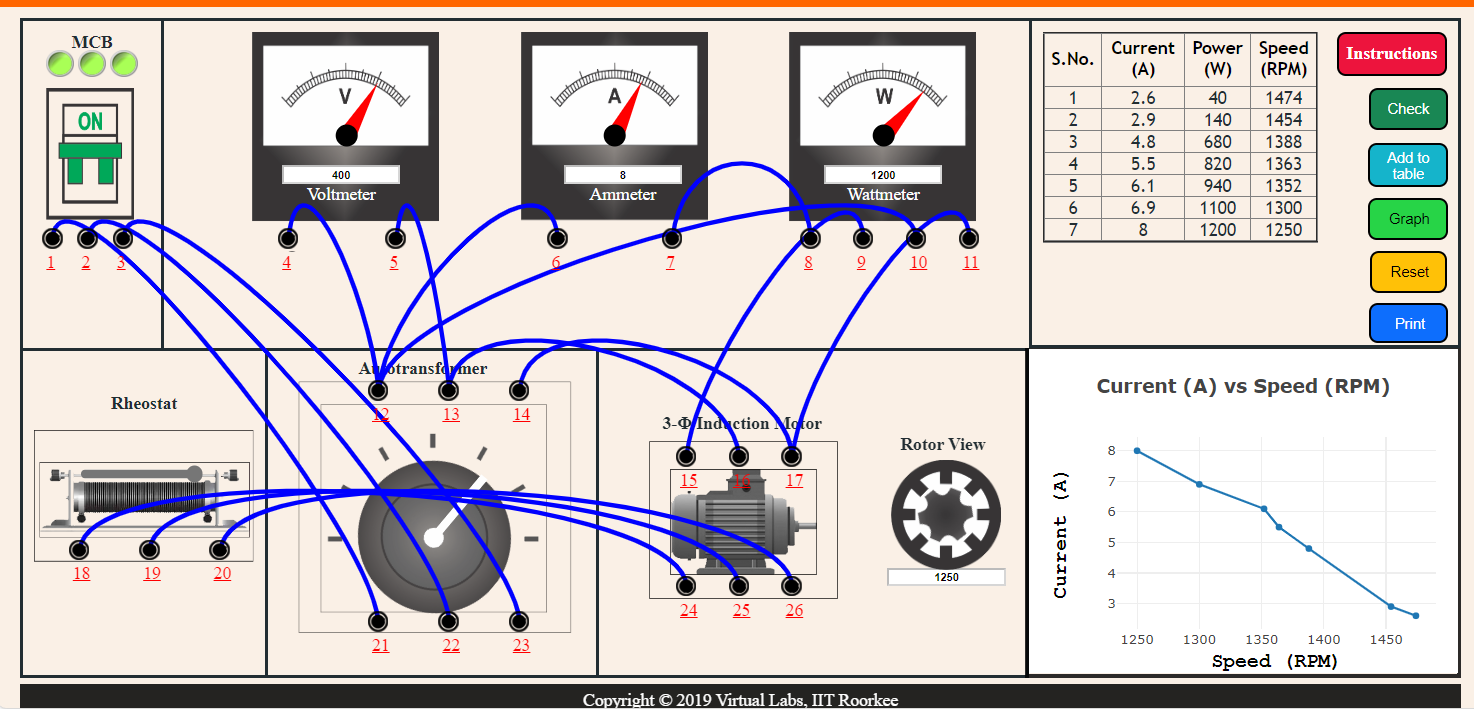 MCB
ON
1 2 3
V
400
Voltmeter
A
8
Ammeter
W
1200
Wattmeter
4 5 6 7 8 9 10 11
S.No. Current (A) Power (W) Speed (RPM)
1 2.6 40 1474
2 2.9 140 1454
3 4.8 680 1388
4 5.5 820 1363
5 6.1 940 1352
6 6.9 1100 1300
7 8 1200 1250
Instructions
Check
Add to
table
Graph
Reset
Print
Rheostat
18 19 20
Autotransformer
12 13 14
21 22 23
3-Φ Induction Motor
15 16 17
24 25 26
Rotor View
1250
Current (A) vs Speed (RPM)
Current (A)
8
7
6
5
4
3
1250 1300 1350 1400 1450
Speed (RPM)
Copyright © 2019 Virtual Labs, IIT Roorkee